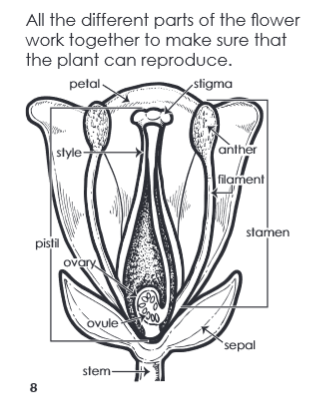 All the different parts of the flower
work together to make sure that
the plant can reproduce.
petal
stigma
style
anther
filament
pistil
stamen
ovary
ovule
sepal
stem
8